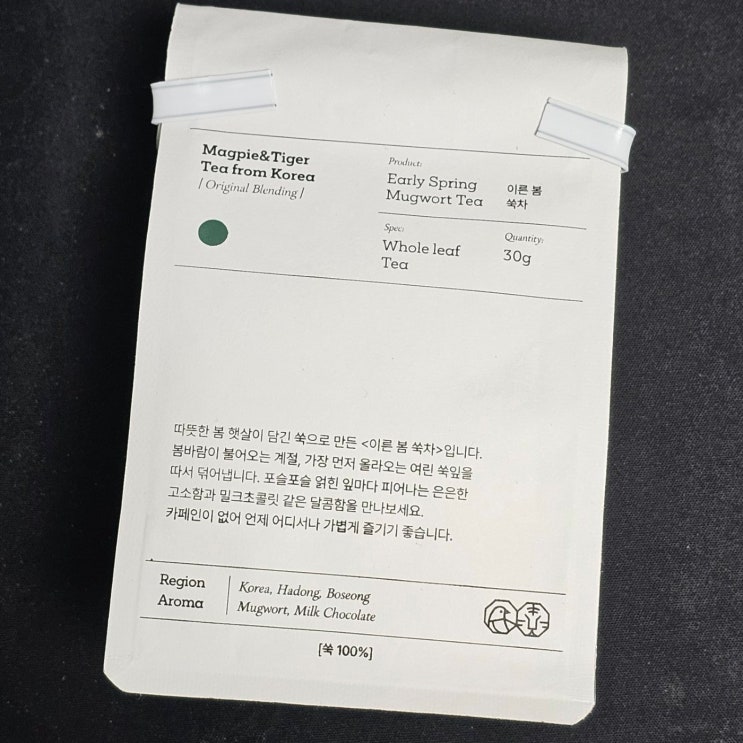 Magpie&Tiger
Tea from Korea
[ Original Blending ]
Product:
Early Spring
Mugwort Tea
이른 봄
쑥차
Spec:
Whole leaf
Tea
Quantity:
30g
따뜻한 봄 햇살이 담긴 쑥으로 만든 <이른 봄 쑥차>입니다.
봄바람이 불어오는 계절, 가장 먼저 올라오는 여린 쑥잎을
따서 덖어냅니다. 포슬포슬 얽힌 잎마다 피어나는 은은한
고소함과 밀크초콜릿 같은 달콤함을 만나보세요.
카페인이 없어 언제 어디서나 가볍게 즐기기 좋습니다.
Region
Korea, Hadong, Boseong
Aroma
Mugwort, Milk Chocolate
[쑥 100%]